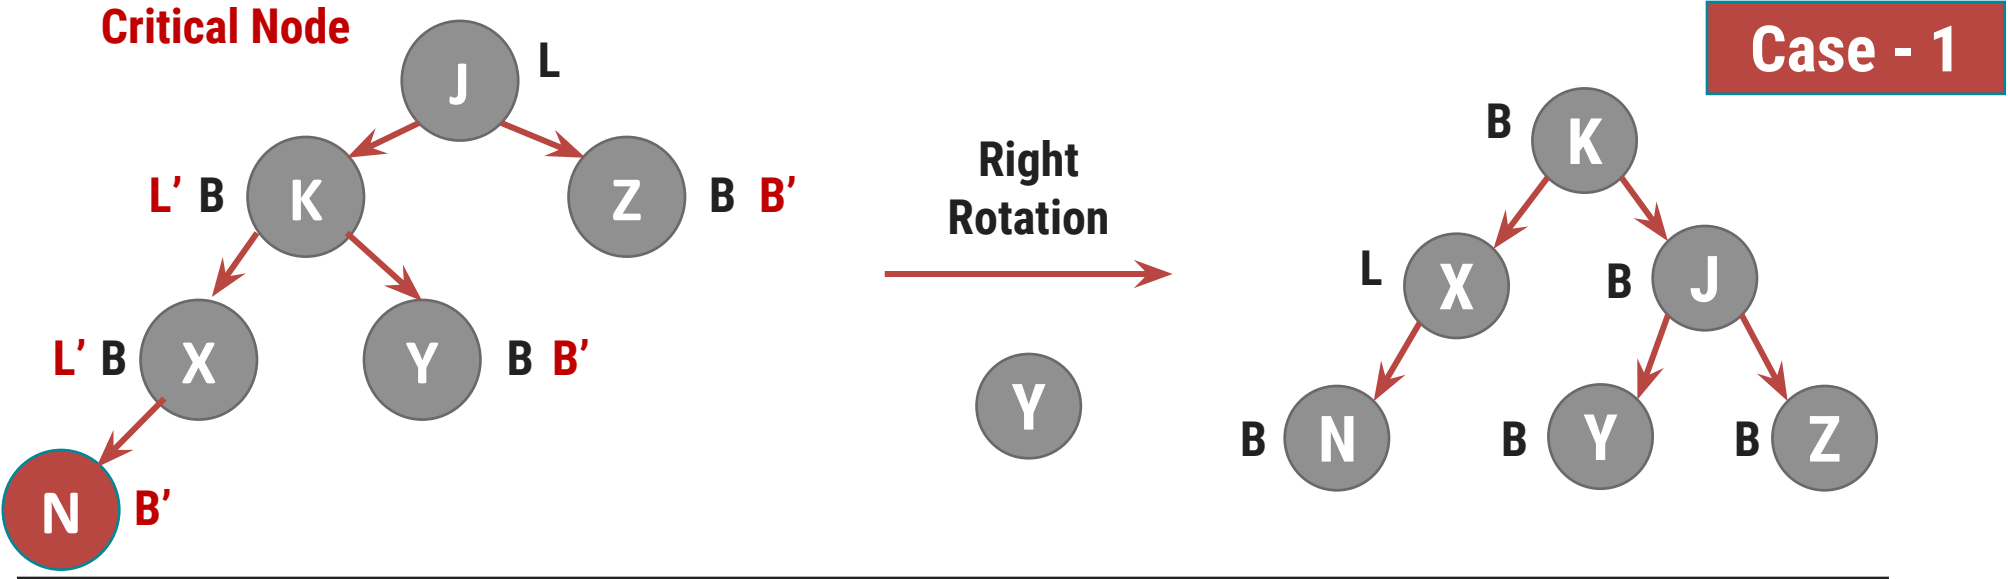 Critical Node
J L
Case - 1
L’ B K
Z B B’
Right
Rotation
L’ B X
Y B B’
N B’
Y
B K
L X
B J
B N
B Y
B Z